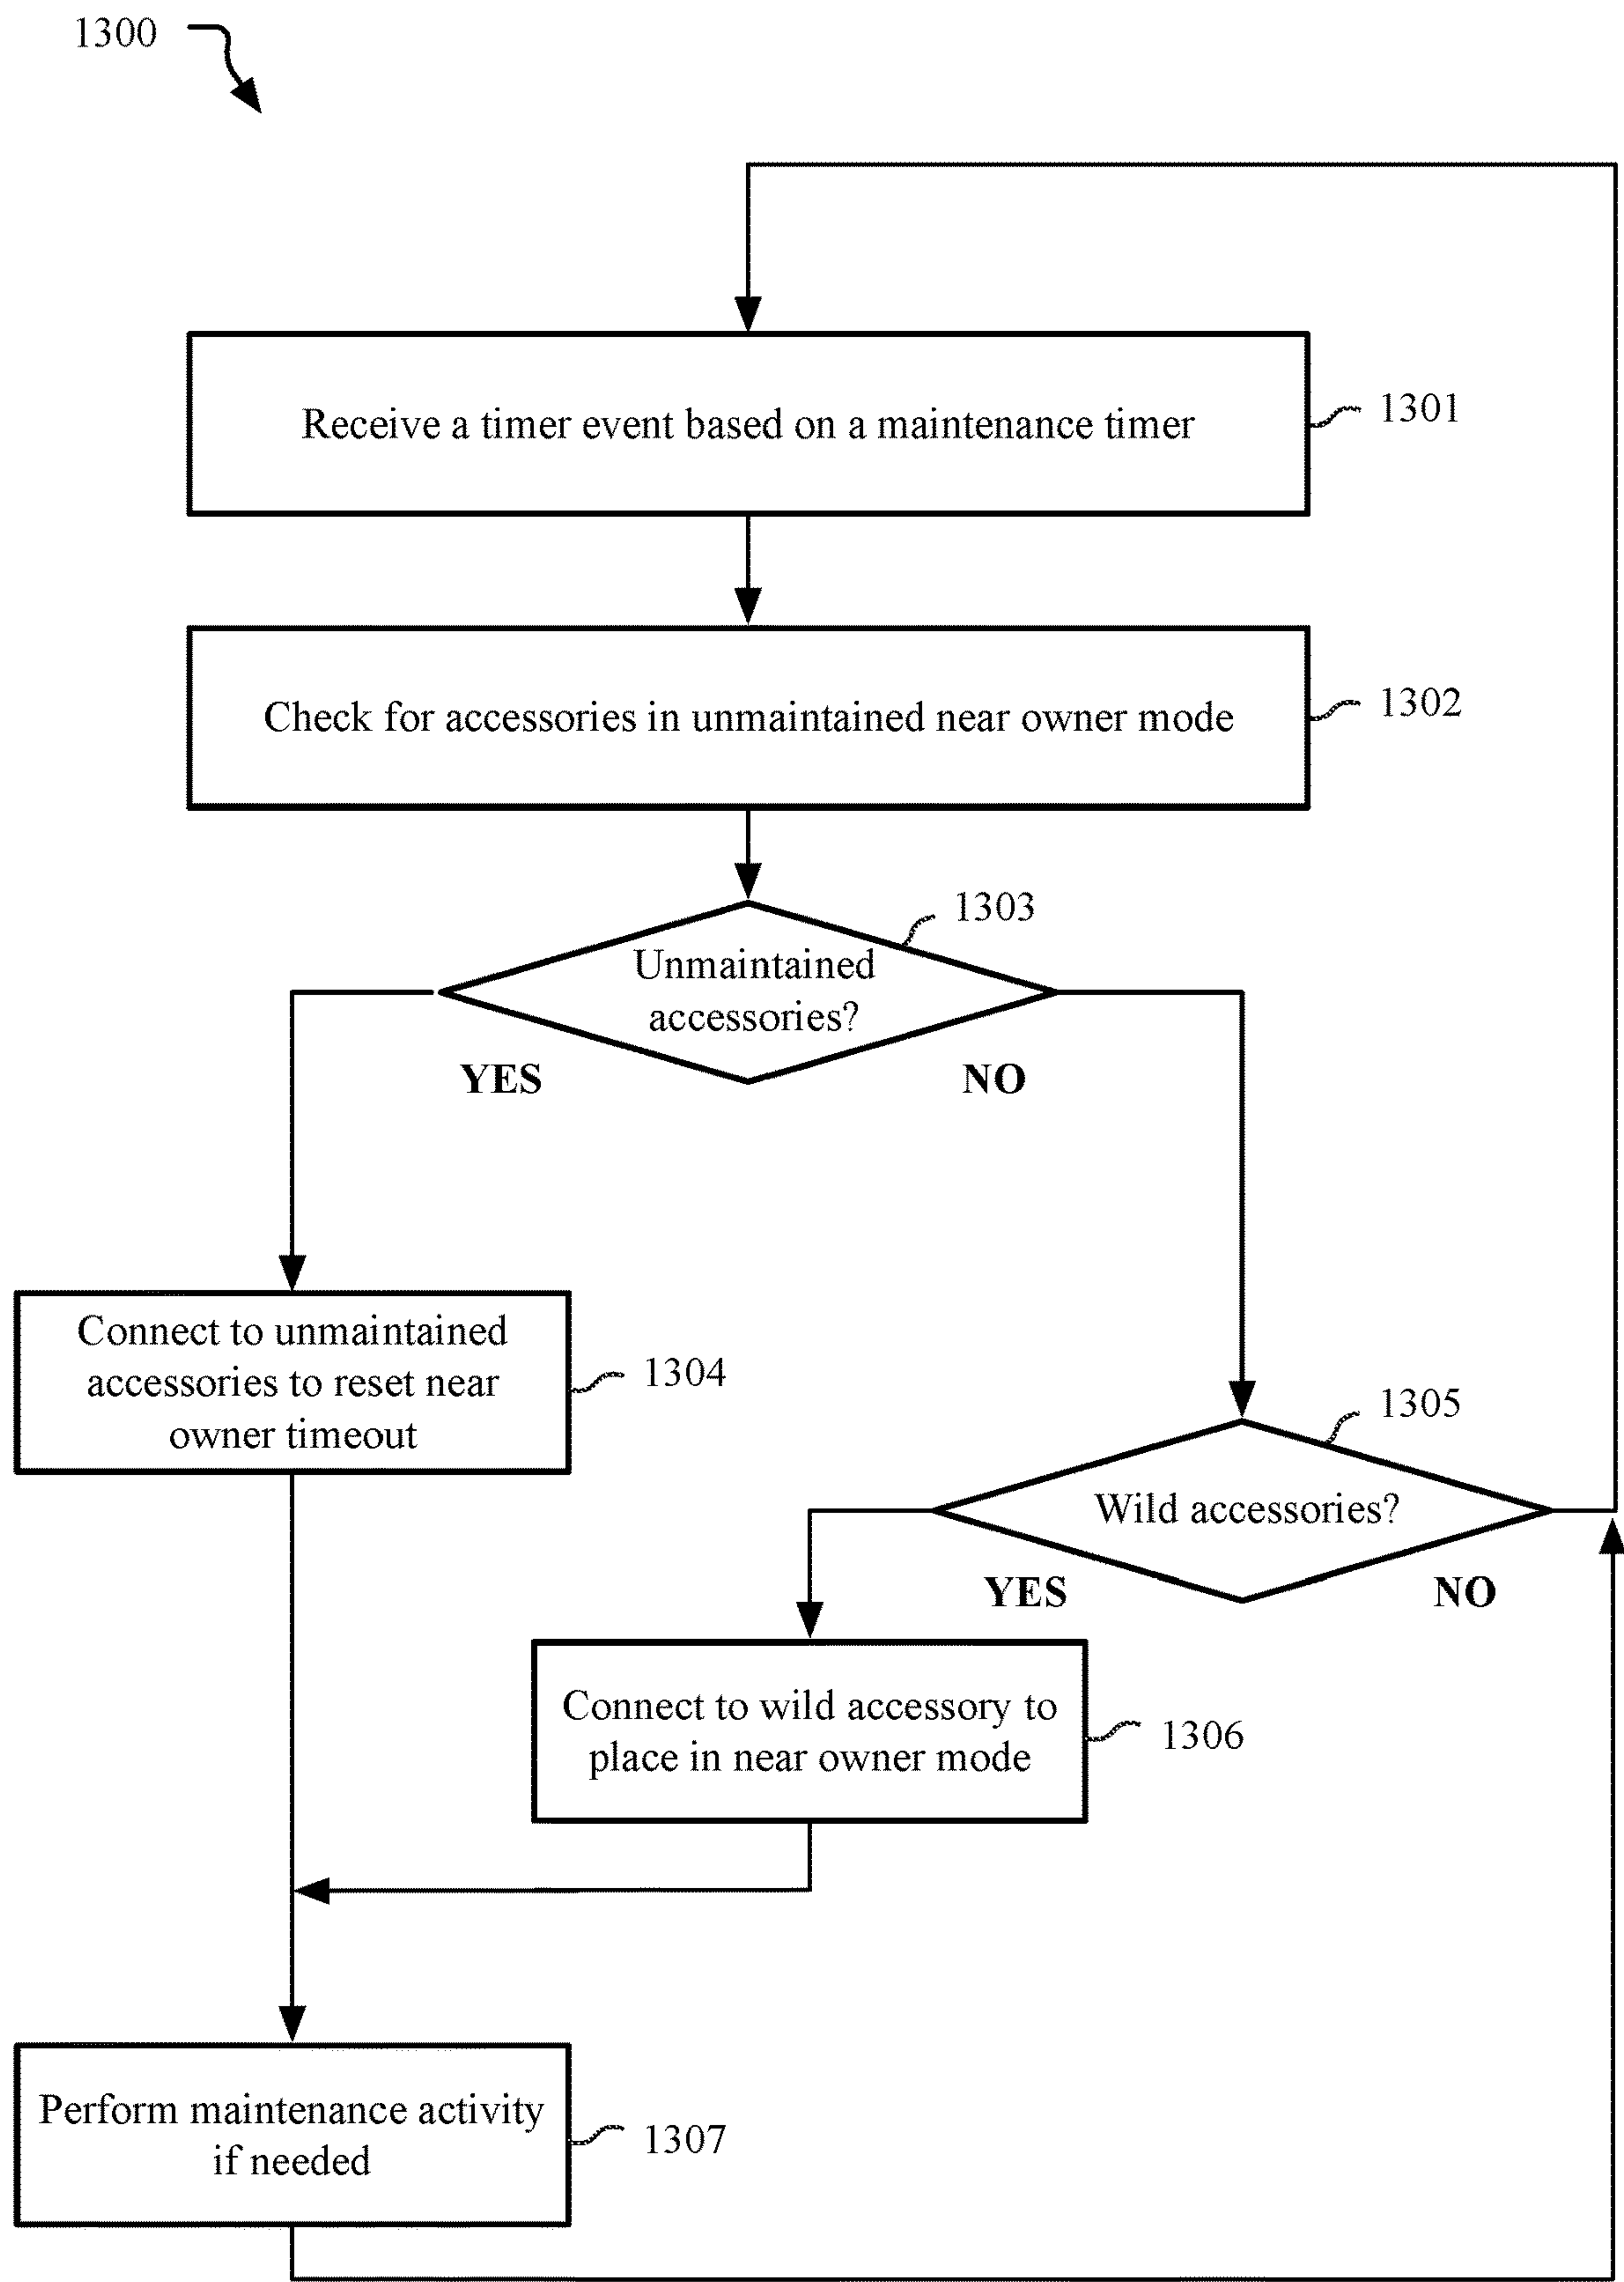 1300
Receive a timer event based on a maintenance timer
1301
Check for accessories in unmaintained near owner mode
1302
1303
Unmaintained
accessories?
YES
NO
Connect to unmaintained
accessories to reset near
owner timeout
1304
1305
Wild accessories?
YES
NO
Connect to wild accessory to
place in near owner mode
1306
Perform maintenance activity
if needed
1307